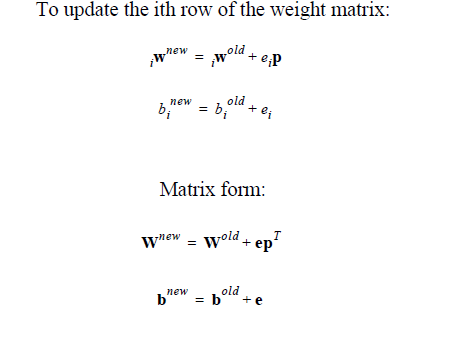 To update the ith row of the weight matrix:
ᵢwⁿᵉʷ = ᵢwᵒˡᵈ + eᵢp
bᵢⁿᵉʷ = bᵢᵒˡᵈ + eᵢ
Matrix form:
Wⁿᵉʷ = Wᵒˡᵈ + epᵀ
bⁿᵉʷ = bᵒˡᵈ + e